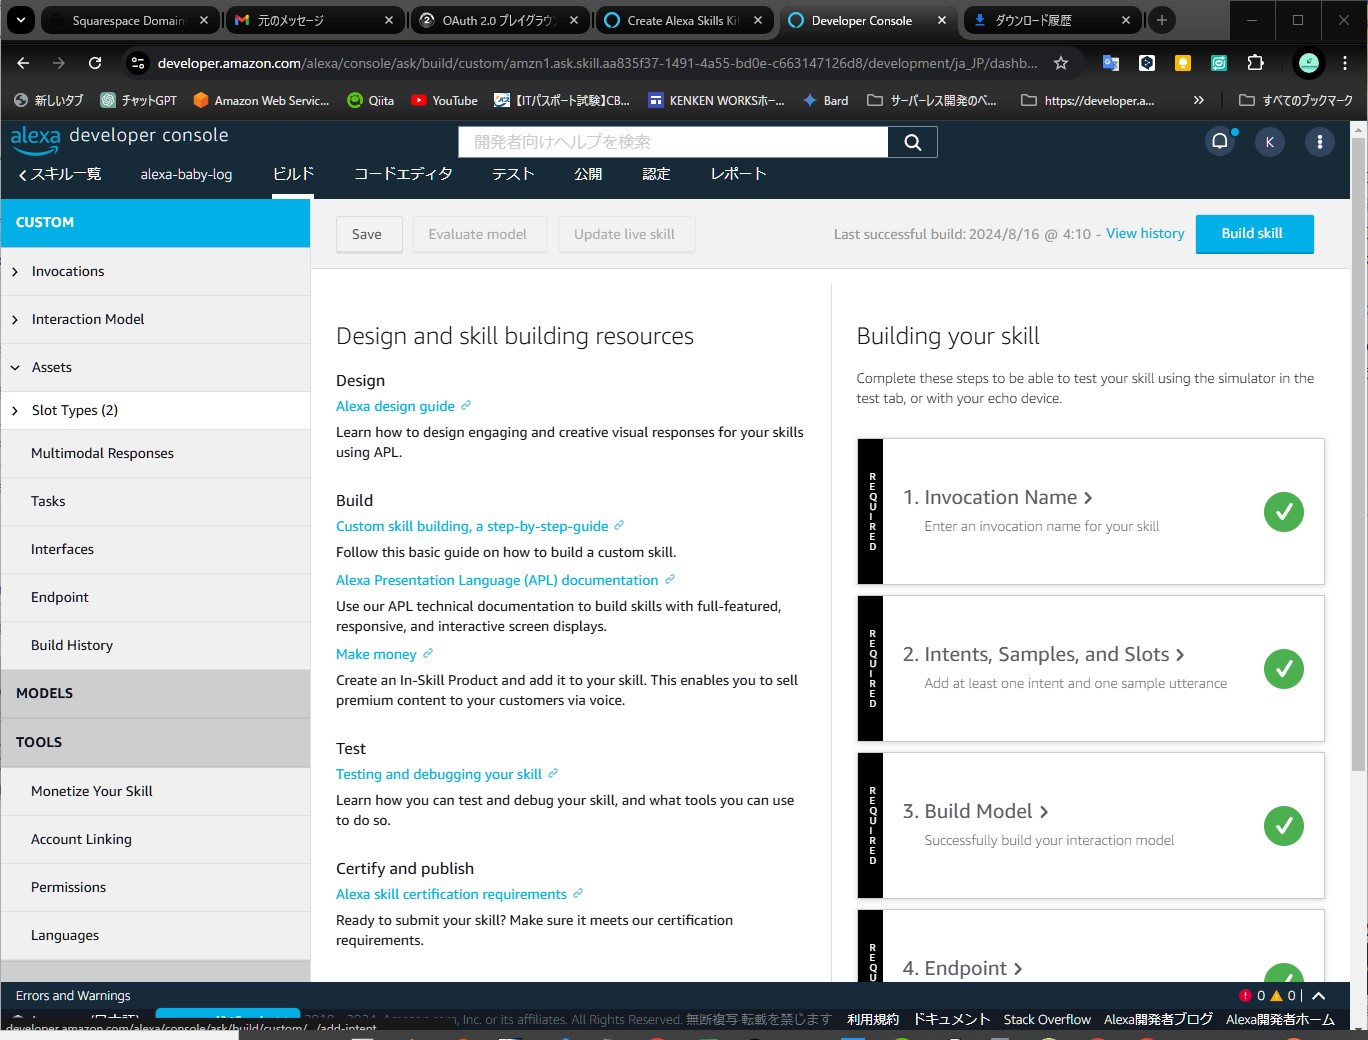 Squarespace Domain
元のメッセージ
OAuth 2.0 プレイグラウン
Create Alexa Skills Kit
Developer Console
ダウンロード履歴
developer.amazon.com/alexa/console/ask/build/custom/amzn1.ask.skill.aa835f37-1491-4a55-bd0e-c663147126d8/development/ja_JP/dashb...
新しいタブ
チャットGPT
Amazon Web Servic...
Qiita
YouTube
【ITパスポート試験】CB...
KENKEN WORKSホー...
Bard
サーバーレス開発のベ...
https://developer.a...
»
すべてのブックマーク
alexa developer console
開発者向けヘルプを検索
K
スキル一覧
alexa-baby-log
ビルド
コードエディタ
テスト
公開
認定
レポート
CUSTOM
Invocations
Interaction Model
Assets
Slot Types (2)
Multimodal Responses
Tasks
Interfaces
Endpoint
Build History
MODELS
TOOLS
Monetize Your Skill
Account Linking
Permissions
Languages
Save
Evaluate model
Update live skill
Last successful build: 2024/8/16 @ 4:10 - View history
Build skill
Design and skill building resources
Design
Alexa design guide
Learn how to design engaging and creative visual responses for your skills
using APL.
Build
Custom skill building, a step-by-step-guide
Follow this basic guide on how to build a custom skill.
Alexa Presentation Language (APL) documentation
Use our APL technical documentation to build skills with full-featured,
responsive, and interactive screen displays.
Make money
Create an In-Skill Product and add it to your skill. This enables you to sell
premium content to your customers via voice.
Test
Testing and debugging your skill
Learn how you can test and debug your skill, and what tools you can use
to do so.
Certify and publish
Alexa skill certification requirements
Ready to submit your skill? Make sure it meets our certification
requirements.
Building your skill
Complete these steps to be able to test your skill using the simulator in the
test tab, or with your echo device.
REQUIRED
1. Invocation Name
Enter an invocation name for your skill
REQUIRED
2. Intents, Samples, and Slots
Add at least one intent and one sample utterance
REQUIRED
3. Build Model
Successfully build your interaction model
REQU
4. Endpoint
Errors and Warnings
0
0
2010 - 2024, Amazon.com, Inc. or its affiliates. All Rights Reserved. 無断複写·転載を禁じます
利用規約
ドキュメント
Stack Overflow
Alexa開発者ブログ
Alexa開発者ホーム
developer.amazon.com/alexa/console/ask/build/custom/.../add-intent